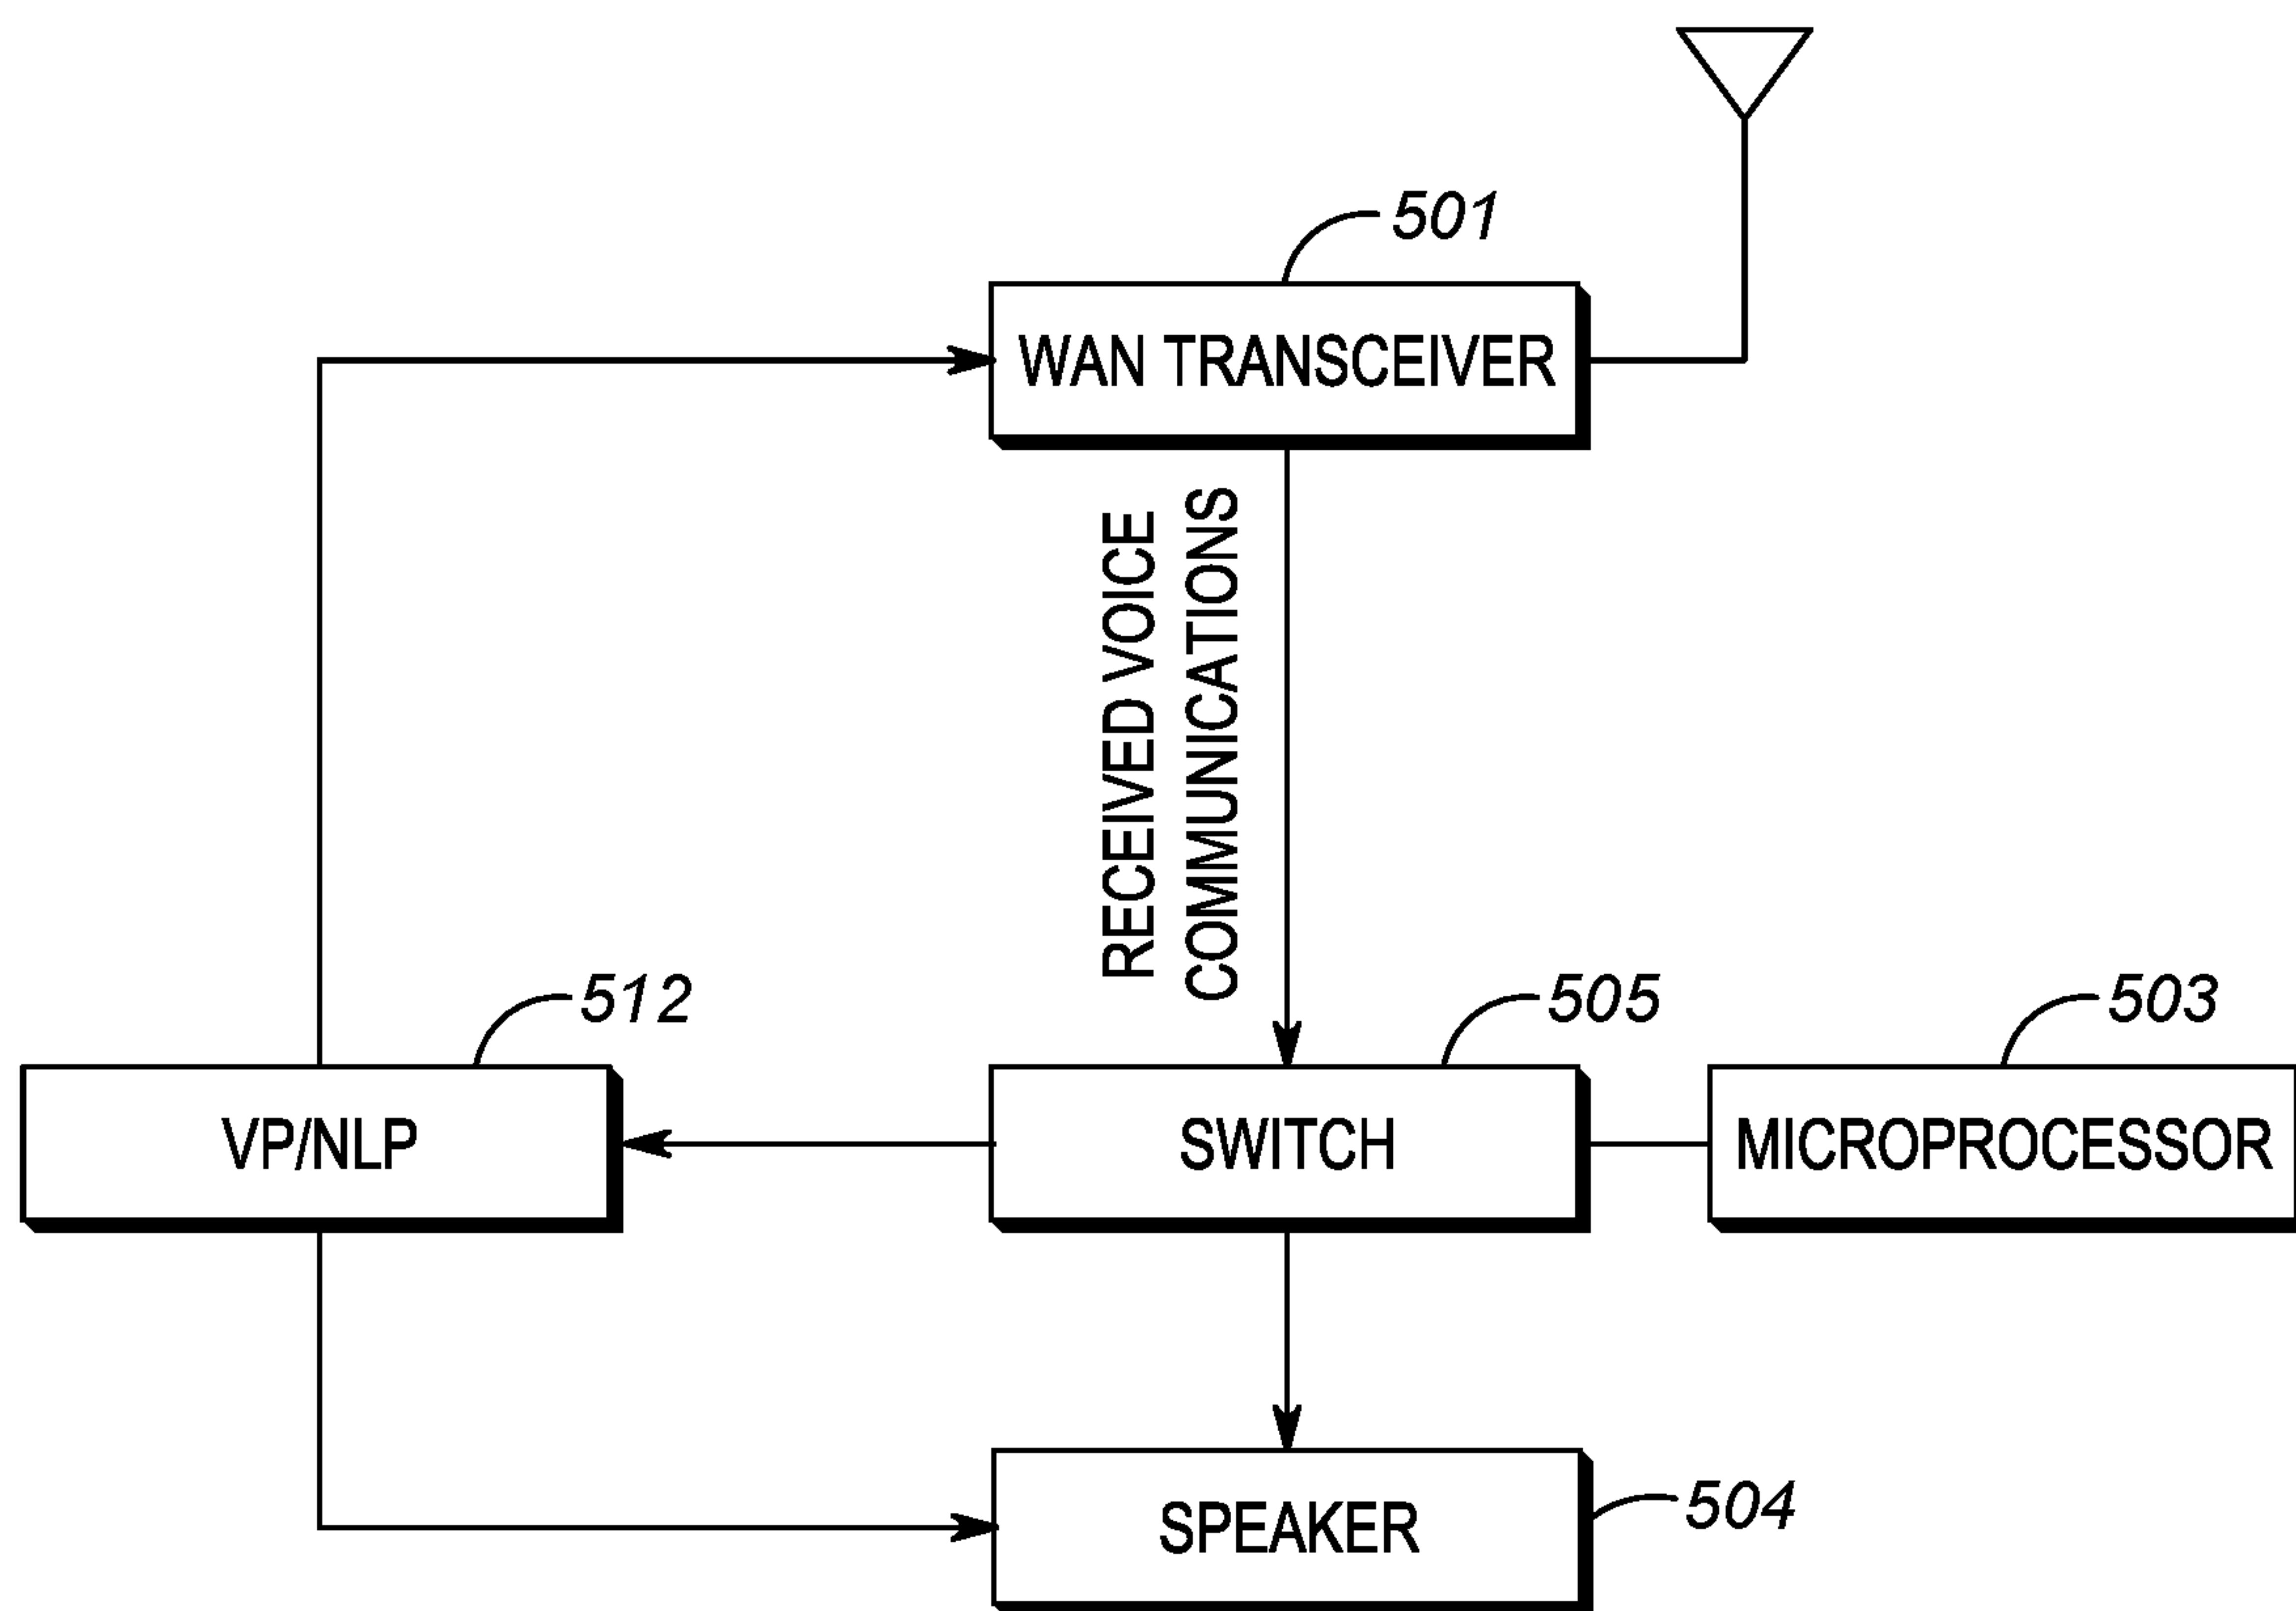 501
WAN TRANSCEIVER
RECEIVED VOICE
COMMUNICATIONS
512
505
503
VP/NLP
SWITCH
MICROPROCESSOR
SPEAKER
504